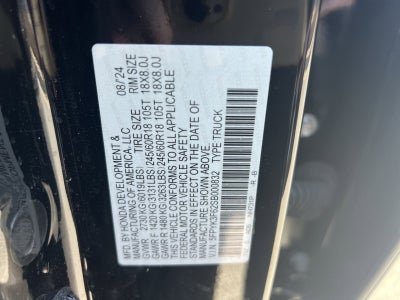 MFD. BY HONDA DEVELOPMENT & 08/24
MANUFACTURING OF AMERICA, LLC
TIRE SIZE RIM SIZE
GVWR 2730 KG(6019LBS)
GAWR F 1420 KG(3131LBS) 245/60R18 105T 18X8.0J
GAWR R 1480 KG(3263LBS) 245/60R18 105T 18X8.0J
THIS VEHICLE CONFORMS TO ALL APPLICABLE
FEDERAL MOTOR VEHICLE SAFETY
STANDARDS IN EFFECT ON THE DATE OF
MANUFACTURE SHOWN ABOVE.
V.I.N. 5FPYK3F62SB000832 TYPE TRUCK
-R -B